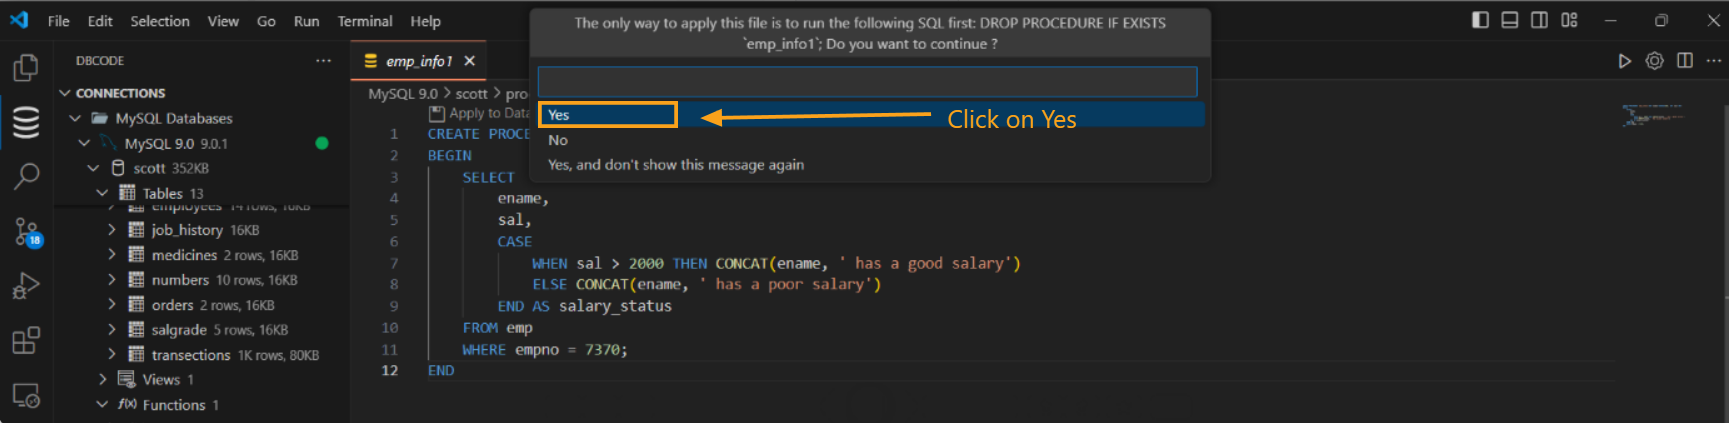 File Edit Selection View Go Run Terminal Help
The only way to apply this file is to run the following SQL first: DROP PROCEDURE IF EXISTS
`emp_info1`; Do you want to continue ?
Yes
Click on Yes
No
Yes, and don't show this message again
DBCODE
CONNECTIONS
MySQL Databases
MySQL 9.0 9.0.1
scott 352KB
Tables 13
employees 14 rows, 16KB
job_history 16KB
medicines 2 rows, 16KB
numbers 10 rows, 16KB
orders 2 rows, 16KB
salgrade 5 rows, 16KB
transections 1K rows, 80KB
Views 1
f(x) Functions 1
18
emp_info1
MySQL 9.0 > scott > pro
Apply to Data
1 CREATE PROCE
2 BEGIN
3 SELECT
4 ename,
5 sal,
6 CASE
7 WHEN sal > 2000 THEN CONCAT(ename, ' has a good salary')
8 ELSE CONCAT(ename, ' has a poor salary')
9 END AS salary_status
10 FROM emp
11 WHERE empno = 7370;
12 END